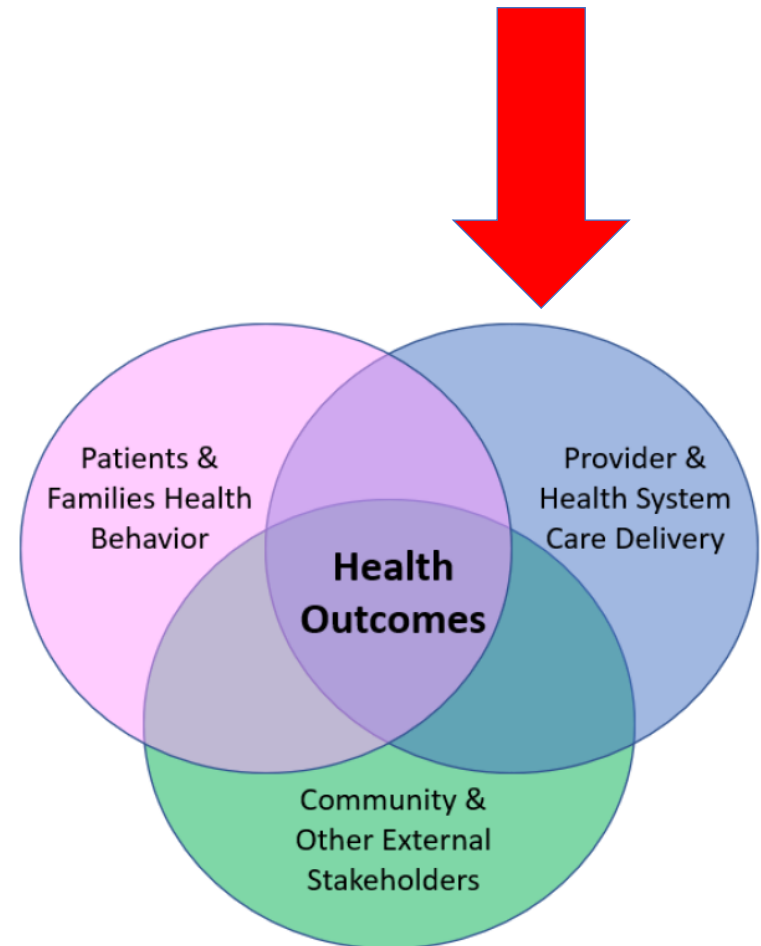 Patients &
Families Health
Behavior
Provider &
Health System
Care Delivery
Health
Outcomes
Community &
Other External
Stakeholders